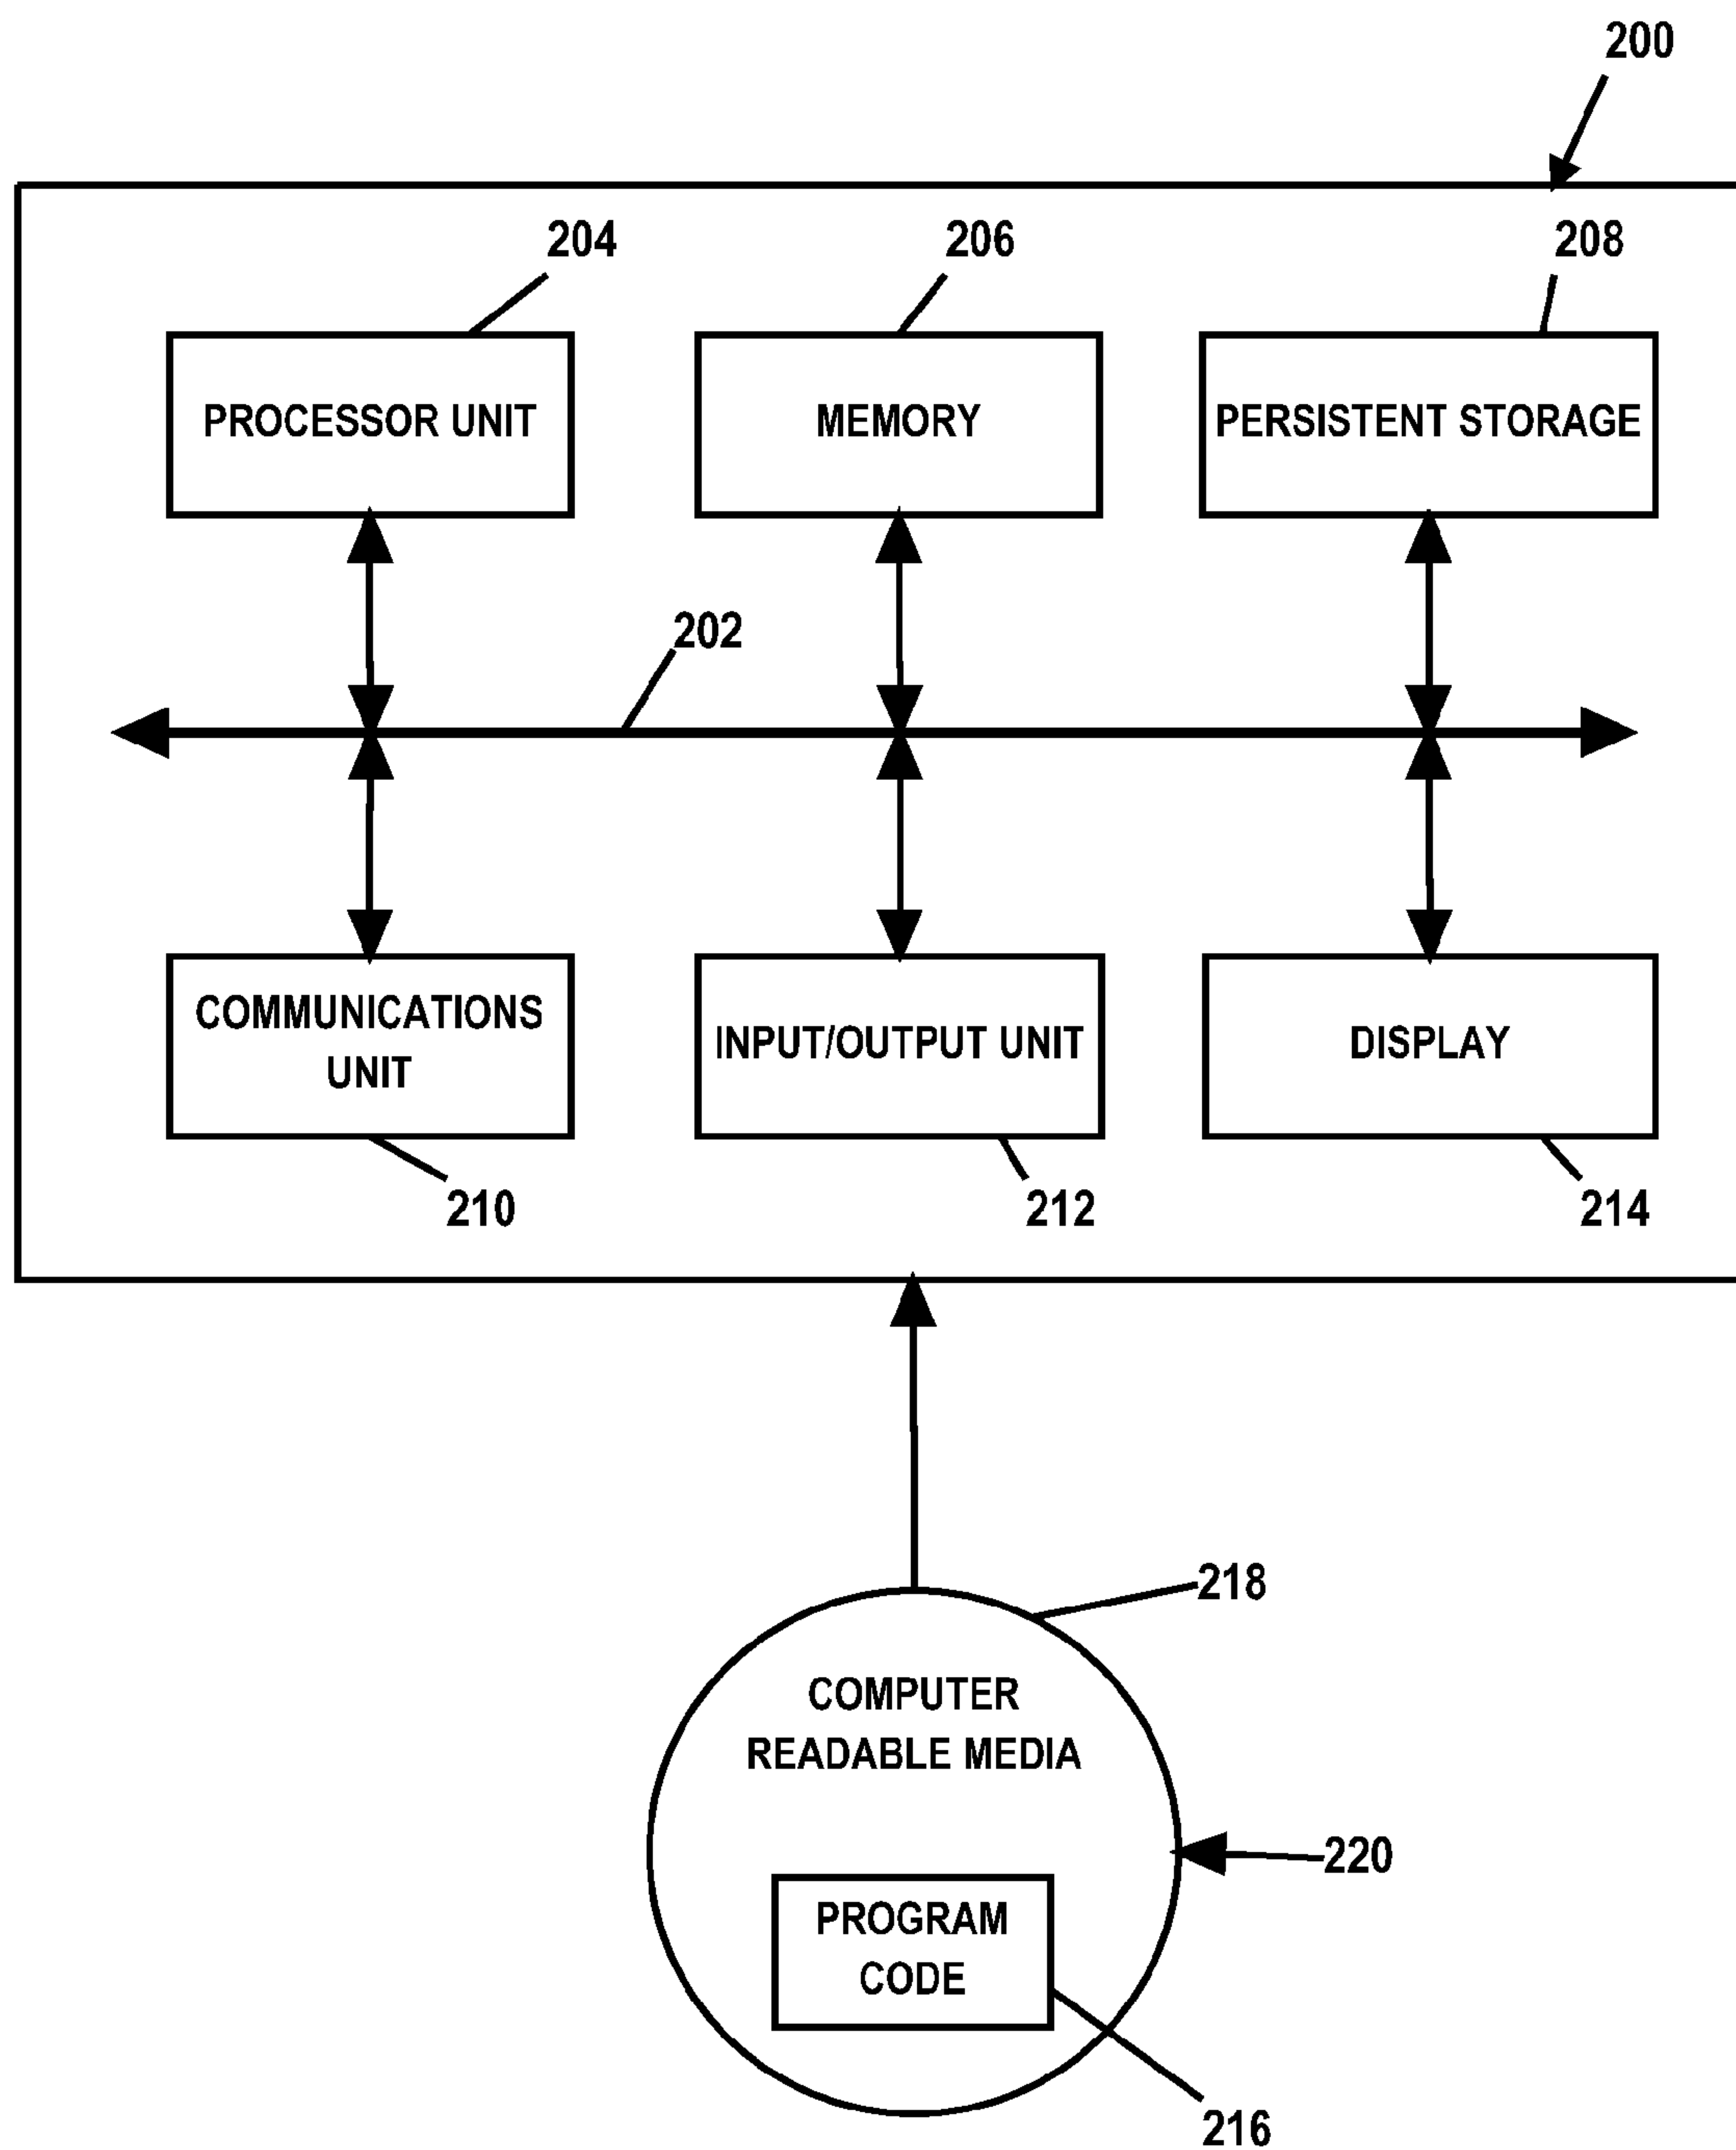 200
204
206
208
PROCESSOR UNIT
MEMORY
PERSISTENT STORAGE
202
COMMUNICATIONS
UNIT
INPUT/OUTPUT UNIT
DISPLAY
210
212
214
218
COMPUTER
READABLE MEDIA
220
PROGRAM
CODE
216